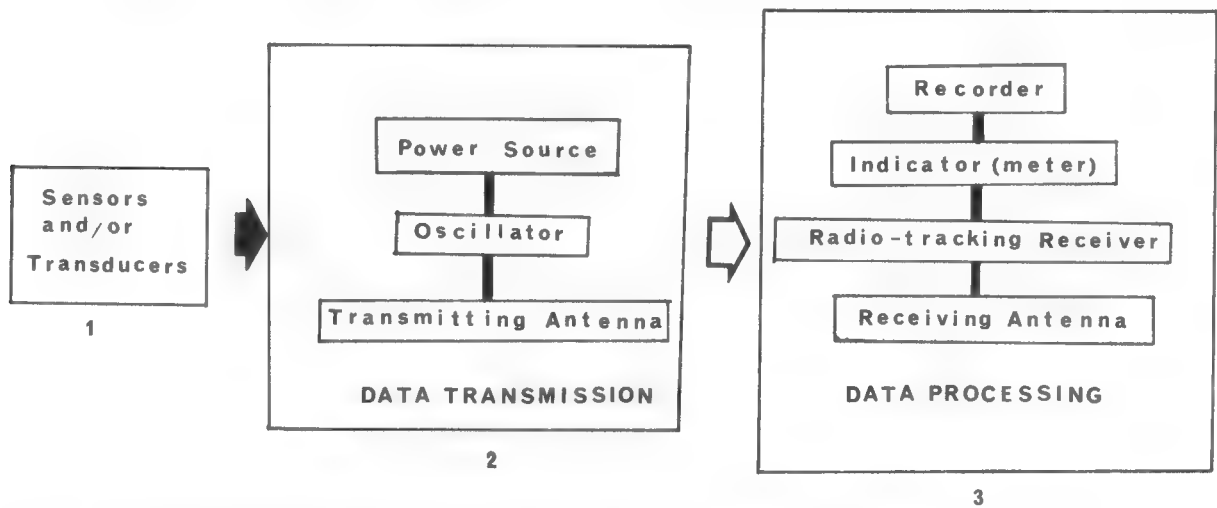 Sensors
and/or
Transducers
1
Power Source
Oscillator
Transmitting Antenna
DATA TRANSMISSION
2
Recorder
Indicator (meter)
Radio-tracking Receiver
Receiving Antenna
DATA PROCESSING
3